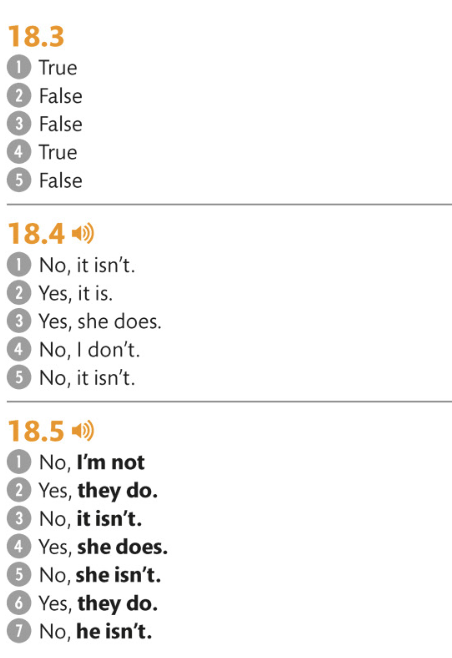 18.3
1 True
2 False
3 False
4 True
5 False
18.4
1 No, it isn't.
2 Yes, it is.
3 Yes, she does.
4 No, I don't.
5 No, it isn't.
18.5
1 No, I'm not
2 Yes, they do.
3 No, it isn't.
4 Yes, she does.
5 No, she isn't.
6 Yes, they do.
7 No, he isn't.